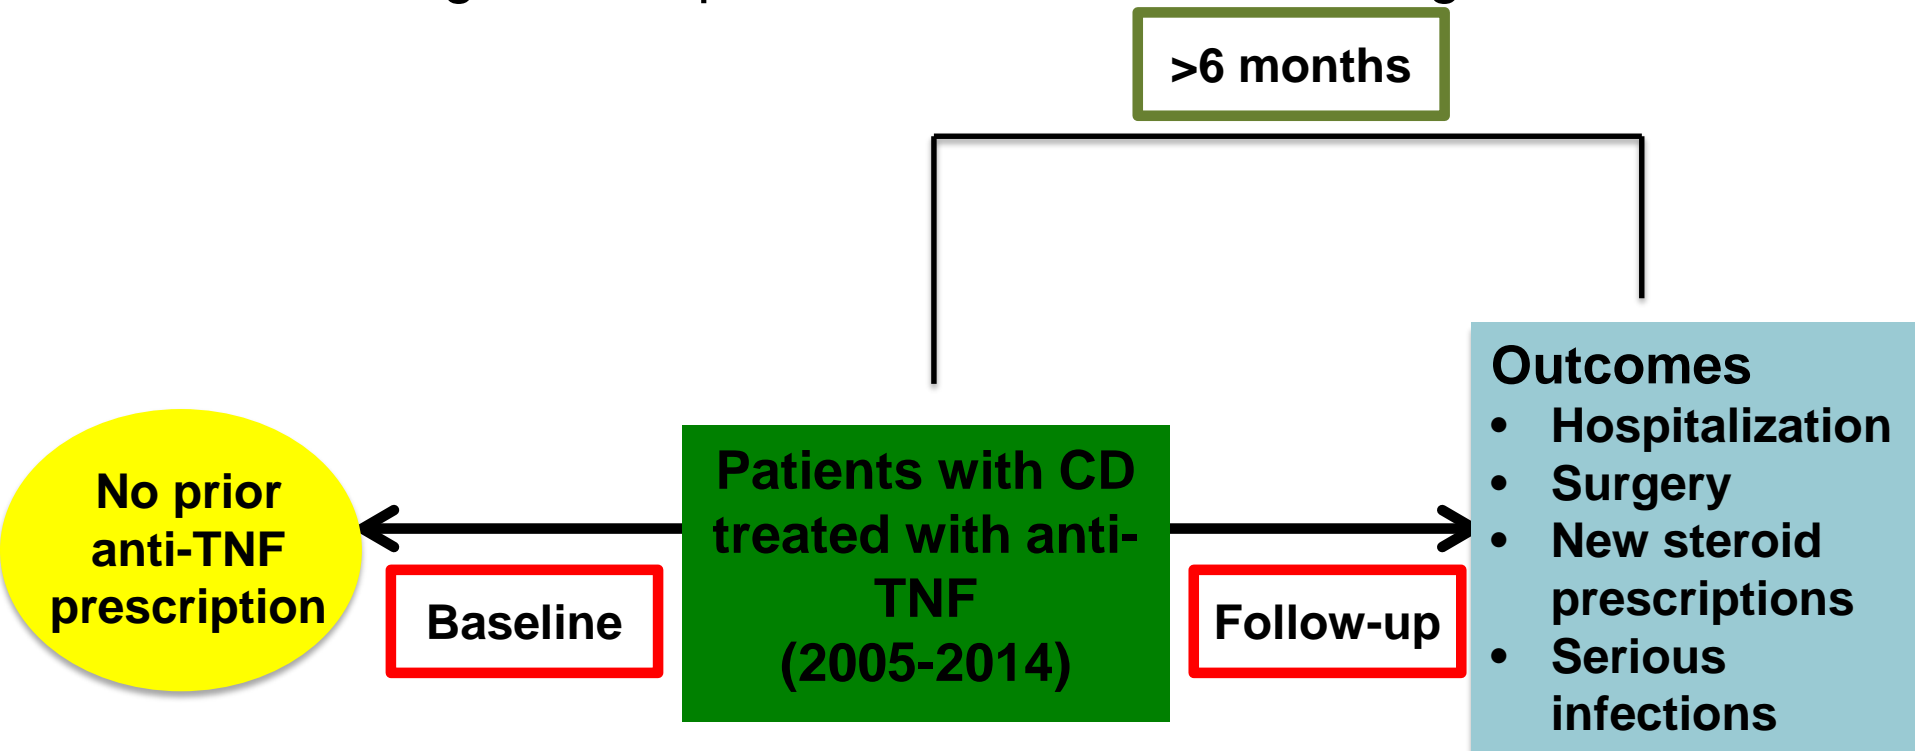 >6 months
Outcomes
• Hospitalization
• Surgery
• New steroid
prescriptions
• Serious
infections
Patients with CD
treated with anti-
TNF
(2005-2014)
No prior
anti-TNF
prescription
Baseline
Follow-up